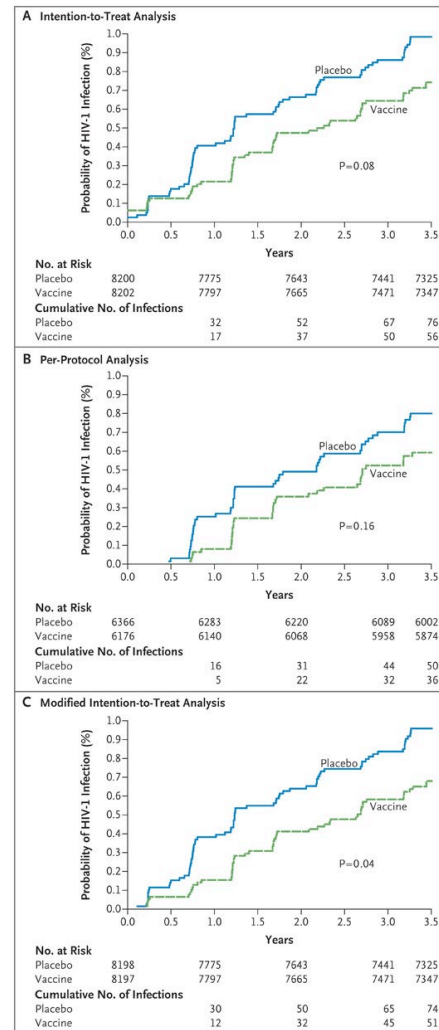 A Intention-to-Treat Analysis
Probability of HIV-1 Infection (%)
1.0
0.9
0.8
0.7
0.6
0.5
0.4
0.3
0.2
0.1
0.0
Placebo
Vaccine
P=0.08
0.0 0.5 1.0 1.5 2.0 2.5 3.0 3.5
Years
No. at Risk
Placebo 8200 7775 7643 7441 7325
Vaccine 8202 7797 7665 7471 7347
Cumulative No. of Infections
Placebo 32 52 67 76
Vaccine 17 37 50 56
B Per-Protocol Analysis
Probability of HIV-1 Infection (%)
1.0
0.9
0.8
0.7
0.6
0.5
0.4
0.3
0.2
0.1
0.0
Placebo
Vaccine
P=0.16
0.0 0.5 1.0 1.5 2.0 2.5 3.0 3.5
Years
No. at Risk
Placebo 6366 6283 6220 6089 6002
Vaccine 6176 6140 6068 5958 5874
Cumulative No. of Infections
Placebo 16 31 44 50
Vaccine 5 22 32 36
C Modified Intention-to-Treat Analysis
Probability of HIV-1 Infection (%)
1.0
0.9
0.8
0.7
0.6
0.5
0.4
0.3
0.2
0.1
0.0
Placebo
Vaccine
P=0.04
0.0 0.5 1.0 1.5 2.0 2.5 3.0 3.5
Years
No. at Risk
Placebo 8198 7775 7643 7441 7325
Vaccine 8197 7797 7665 7471 7347
Cumulative No. of Infections
Placebo 30 50 65 74
Vaccine 12 32 45 51